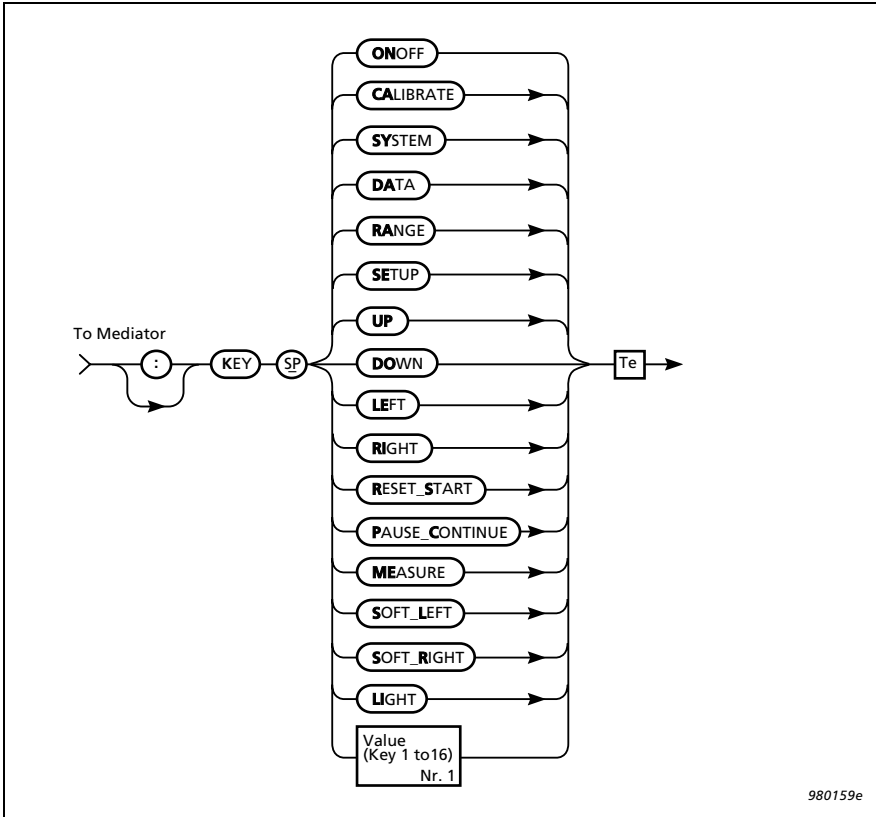 ONOFF
CALIBRATE
SYSTEM
DATA
RANGE
SETUP
UP
To Mediator
: KEY SP DOWN Te
LEFT
RIGHT
RESET_START
PAUSE_CONTINUE
MEASURE
SOFT_LEFT
SOFT_RIGHT
LIGHT
Value
(Key 1 to16)
Nr. 1
980159e